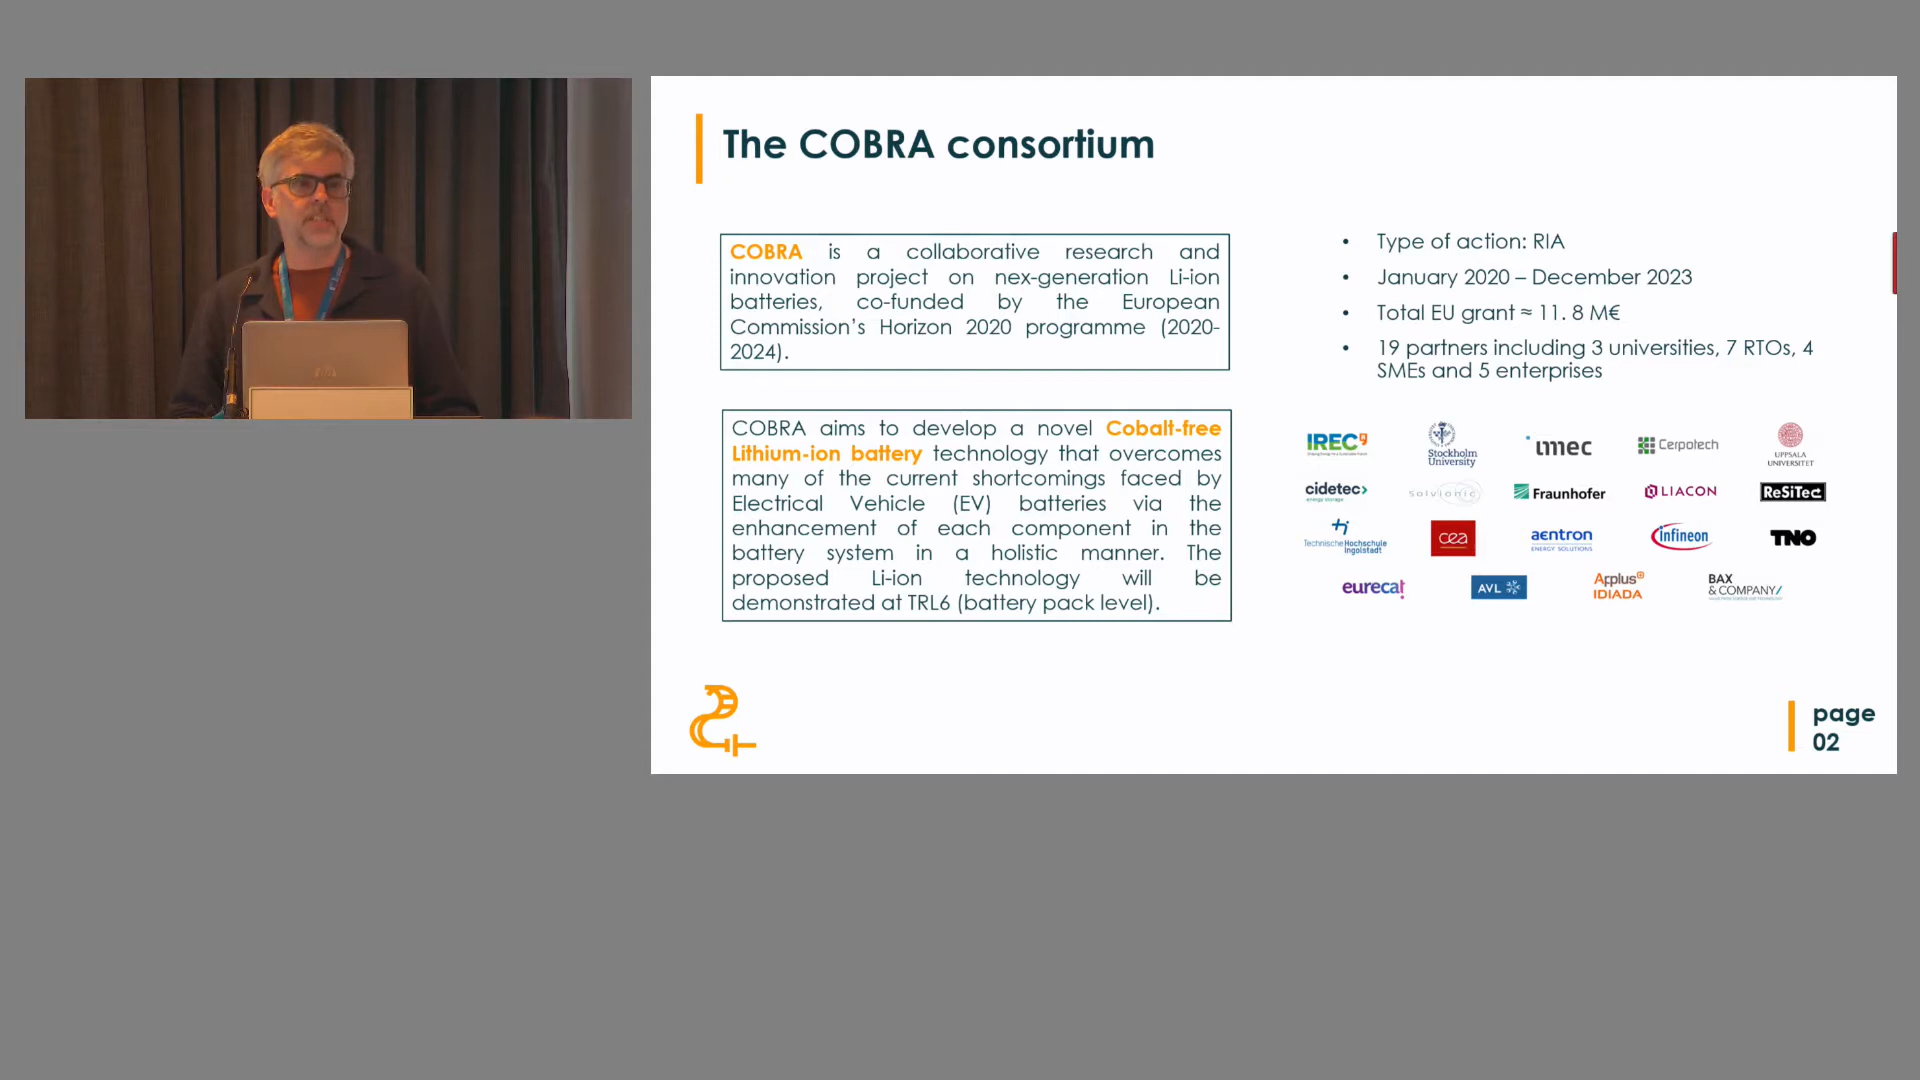 The COBRA consortium
COBRA is a collaborative research and
innovation project on nex-generation Li-ion
batteries, co-funded by the European
Commission's Horizon 2020 programme (2020-
2024).
COBRA aims to develop a novel Cobalt-free
Lithium-ion battery technology that overcomes
many of the current shortcomings faced by
Electrical Vehicle (EV) batteries via the
enhancement of each component in the
battery system in a holistic manner. The
proposed Li-ion technology will be
demonstrated at TRL6 (battery pack level).
• Type of action: RIA
• January 2020 – December 2023
• Total EU grant ≈ 11. 8 M€
• 19 partners including 3 universities, 7 RTOs, 4
SMEs and 5 enterprises
IREC
Stockholm
University
imec
Cerpotech
UPPSALA
UNIVERSITET
cidetec>
energy storage
solvionic
Fraunhofer
LIACON
ReSiTec
thi
Technische Hochschule
Ingolstadt
cea
aentron
ENERGY SOLUTIONS
infineon
TNO
eurecat
AVL
Applus+
IDIADA
BAX
& COMPANY/
page
02